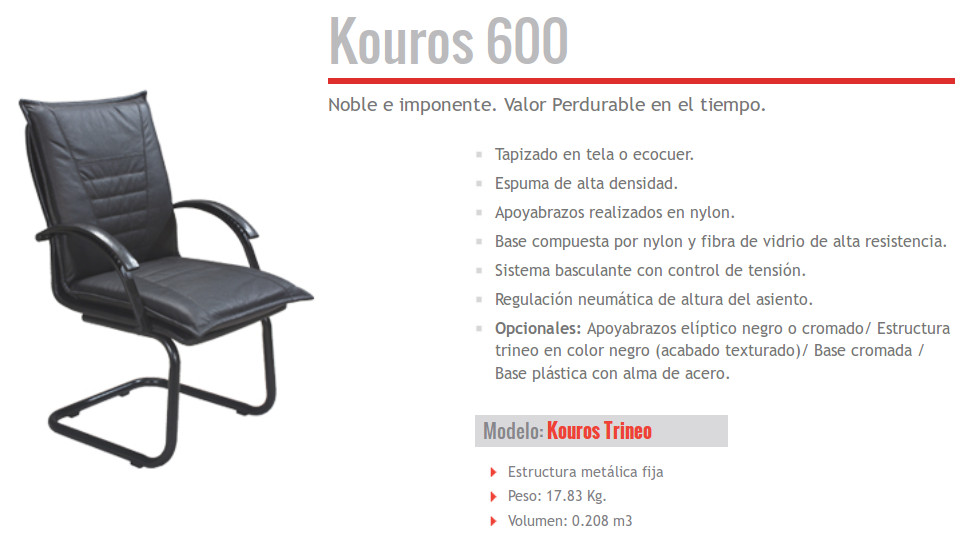 Kouros 600
Noble e imponente. Valor Perdurable en el tiempo.
Tapizado en tela o ecocuer.
Espuma de alta densidad.
Apoyabrazos realizados en nylon.
Base compuesta por nylon y fibra de vidrio de alta resistencia.
Sistema basculante con control de tensión.
Regulación neumática de altura del asiento.
Opcionales: Apoyabrazos elíptico negro o cromado/ Estructura
trineo en color negro (acabado texturado)/ Base cromada /
Base plástica con alma de acero.
Modelo: Kouros Trineo
Estructura metálica fija
Peso: 17.83 Kg.
Volumen: 0.208 m3